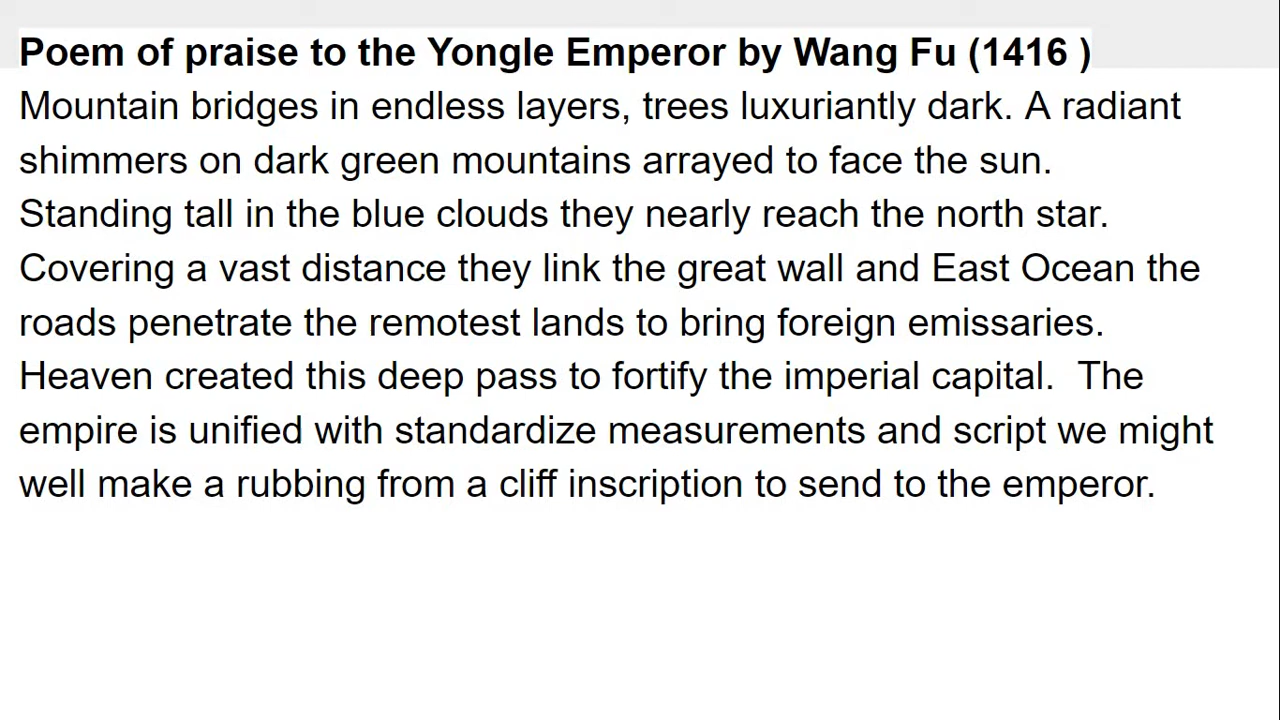 Poem of praise to the Yongle Emperor by Wang Fu (1416 )
Mountain bridges in endless layers, trees luxuriantly dark. A radiant
shimmers on dark green mountains arrayed to face the sun.
Standing tall in the blue clouds they nearly reach the north star.
Covering a vast distance they link the great wall and East Ocean the
roads penetrate the remotest lands to bring foreign emissaries.
Heaven created this deep pass to fortify the imperial capital.  The
empire is unified with standardize measurements and script we might
well make a rubbing from a cliff inscription to send to the emperor.